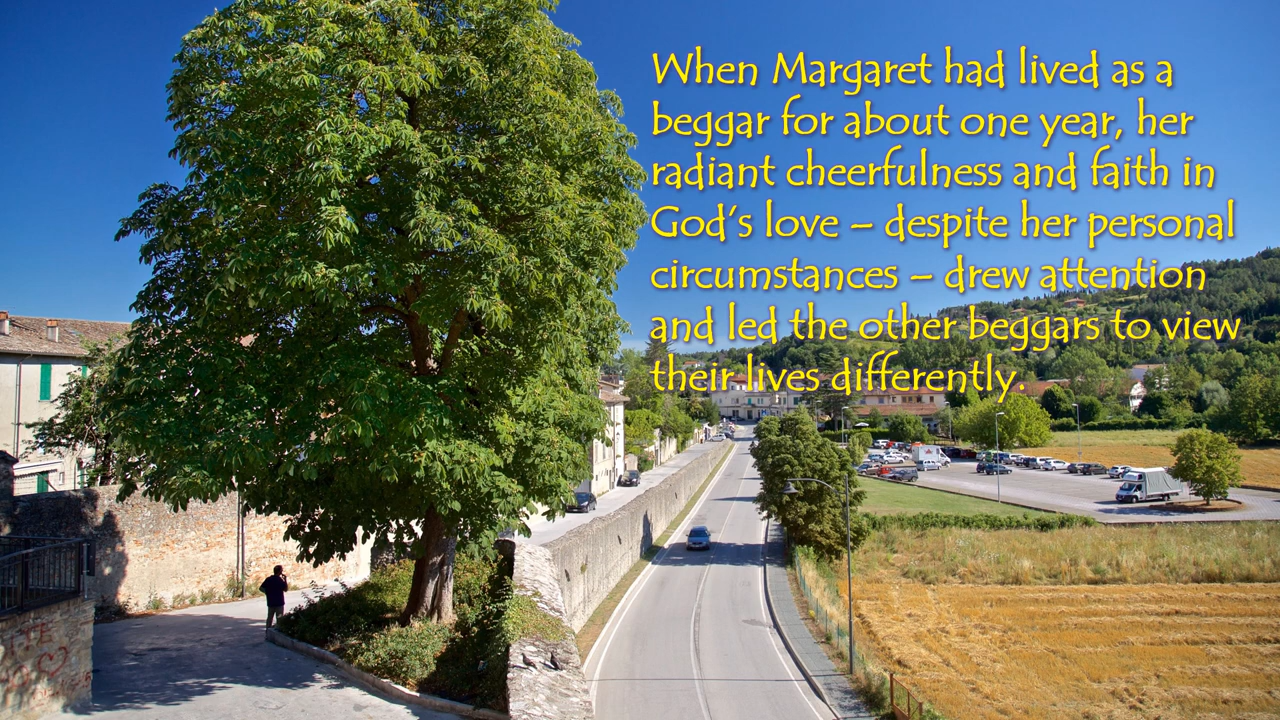 When Margaret had lived as a
beggar for about one year, her
radiant cheerfulness and faith in
God's love – despite her personal
circumstances – drew attention
and led the other beggars to view
their lives differently.